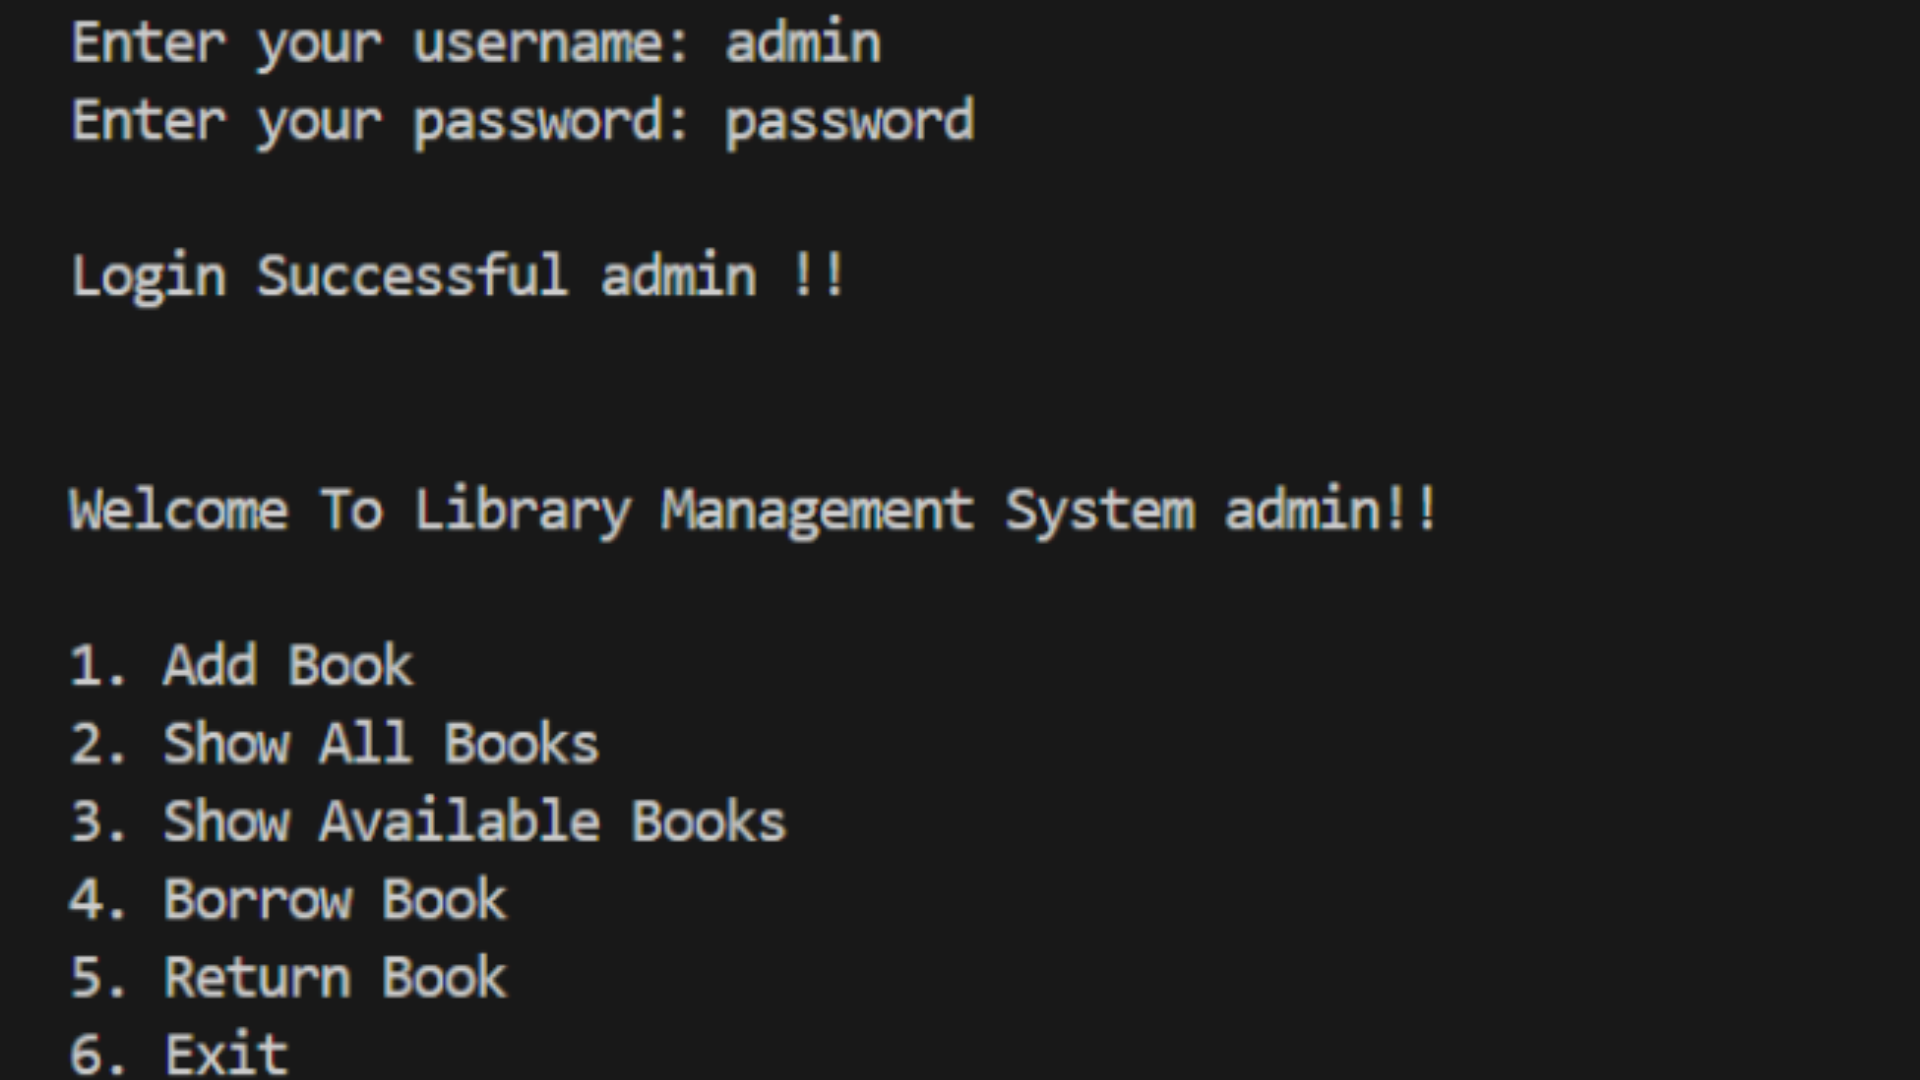 Enter your username: admin
Enter your password: password
Login Successful admin !!
Welcome To Library Management System admin!!
1. Add Book
2. Show All Books
3. Show Available Books
4. Borrow Book
5. Return Book
6. Exit